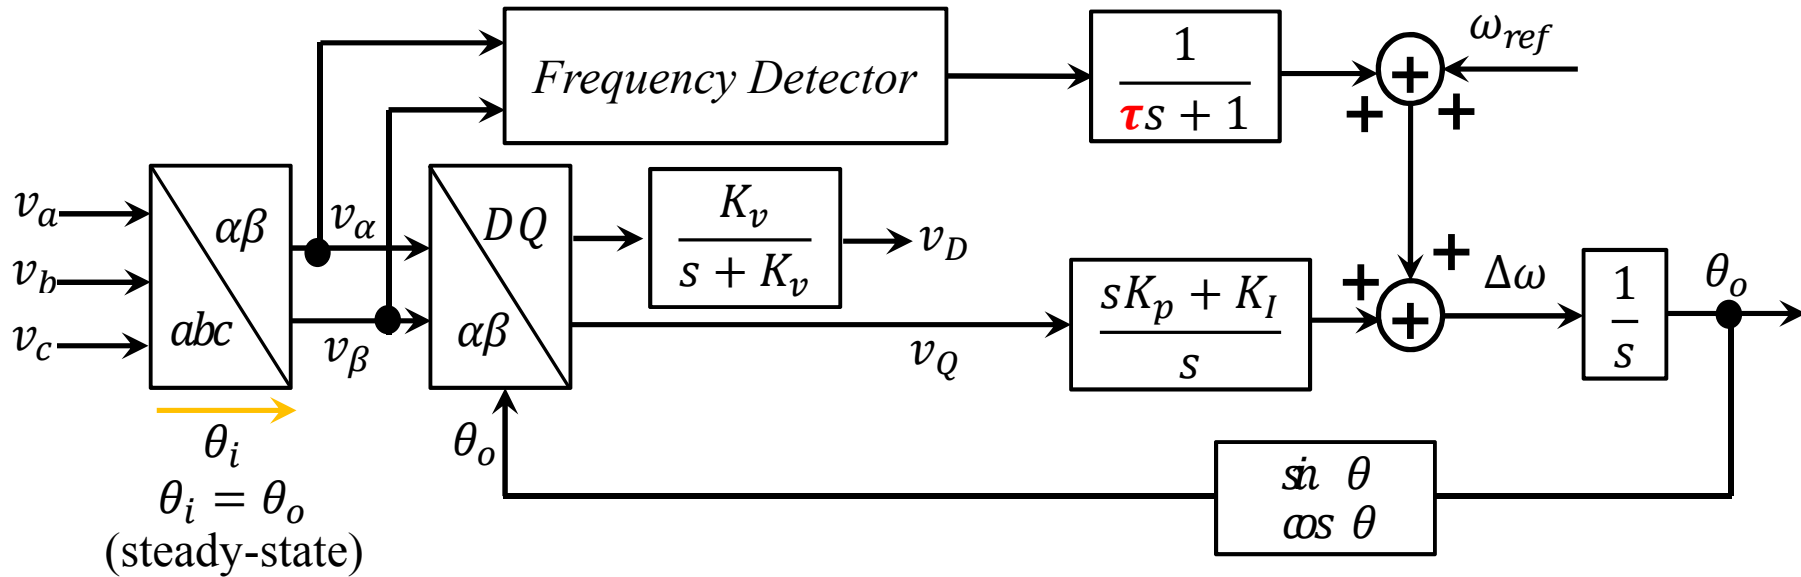 Frequency Detector
1
τs + 1
ω_ref
+
+
+
v_a
v_b
v_c
αβ
abc
v_α
v_β
DQ
αβ
K_v
s + K_v
v_D
v_Q
sK_p + K_I
s
+
+
+
Δω
1
s
θ_o
θ_i
θ_i = θ_o
(steady-state)
θ_o
sin θ
cos θ